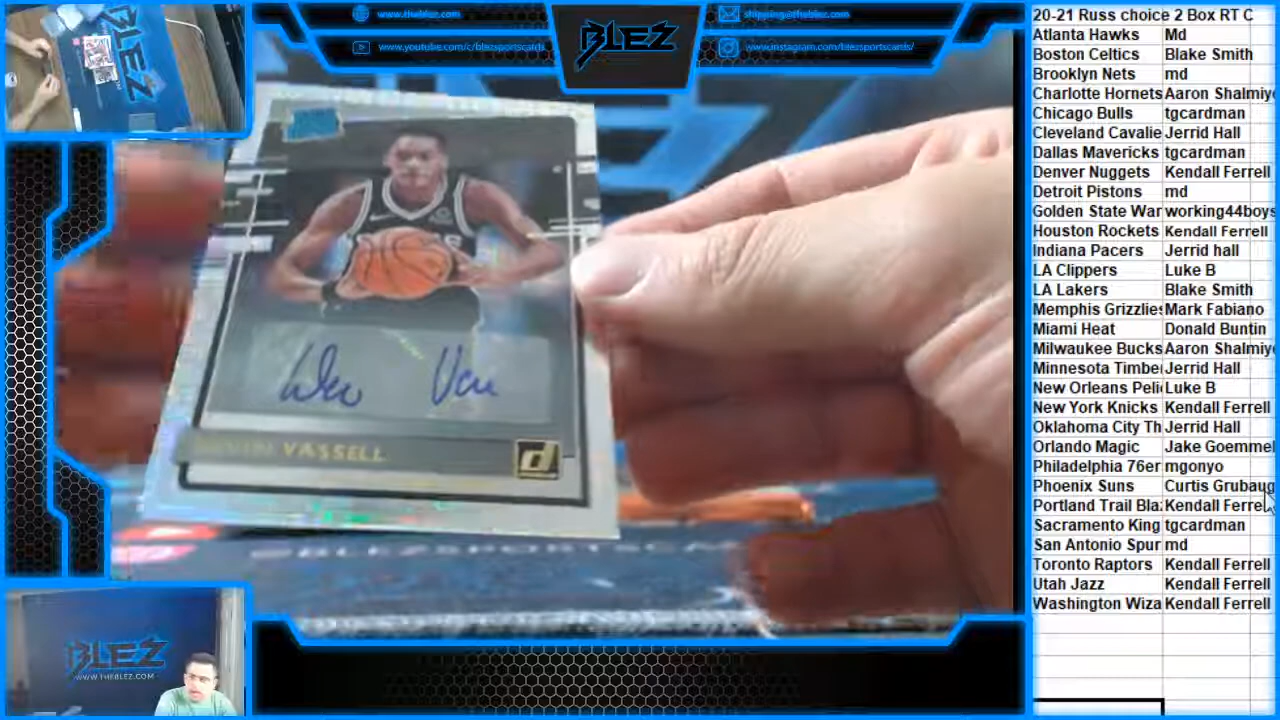 www.theblez.com
www.youtube.com/c/blezsportscards
BLEZ
shipping@theblez.com
www.instagram.com/blezsportscards/
BLEZ
VASSELL
d
BLEZSPORTSCA
BLEZ
WWW.THEBLEZ.COM
20-21 Russ choice 2 Box RT C
Atlanta Hawks Md
Boston Celtics Blake Smith
Brooklyn Nets md
Charlotte Hornets Aaron Shalmiye
Chicago Bulls tgcardman
Cleveland Cavalie Jerrid Hall
Dallas Mavericks tgcardman
Denver Nuggets Kendall Ferrell
Detroit Pistons md
Golden State War working44boys
Houston Rockets Kendall Ferrell
Indiana Pacers Jerrid hall
LA Clippers Luke B
LA Lakers Blake Smith
Memphis Grizzlies Mark Fabiano
Miami Heat Donald Buntin
Milwaukee Bucks Aaron Shalmiye
Minnesota Timbe Jerrid Hall
New Orleans Peli Luke B
New York Knicks Kendall Ferrell
Oklahoma City Th Jerrid Hall
Orlando Magic Jake Goemmel
Philadelphia 76er mgonyo
Phoenix Suns Curtis Grubaug
Portland Trail Bla Kendall Ferrel
Sacramento King tgcardman
San Antonio Spur md
Toronto Raptors Kendall Ferrell
Utah Jazz Kendall Ferrell
Washington Wiza Kendall Ferrell